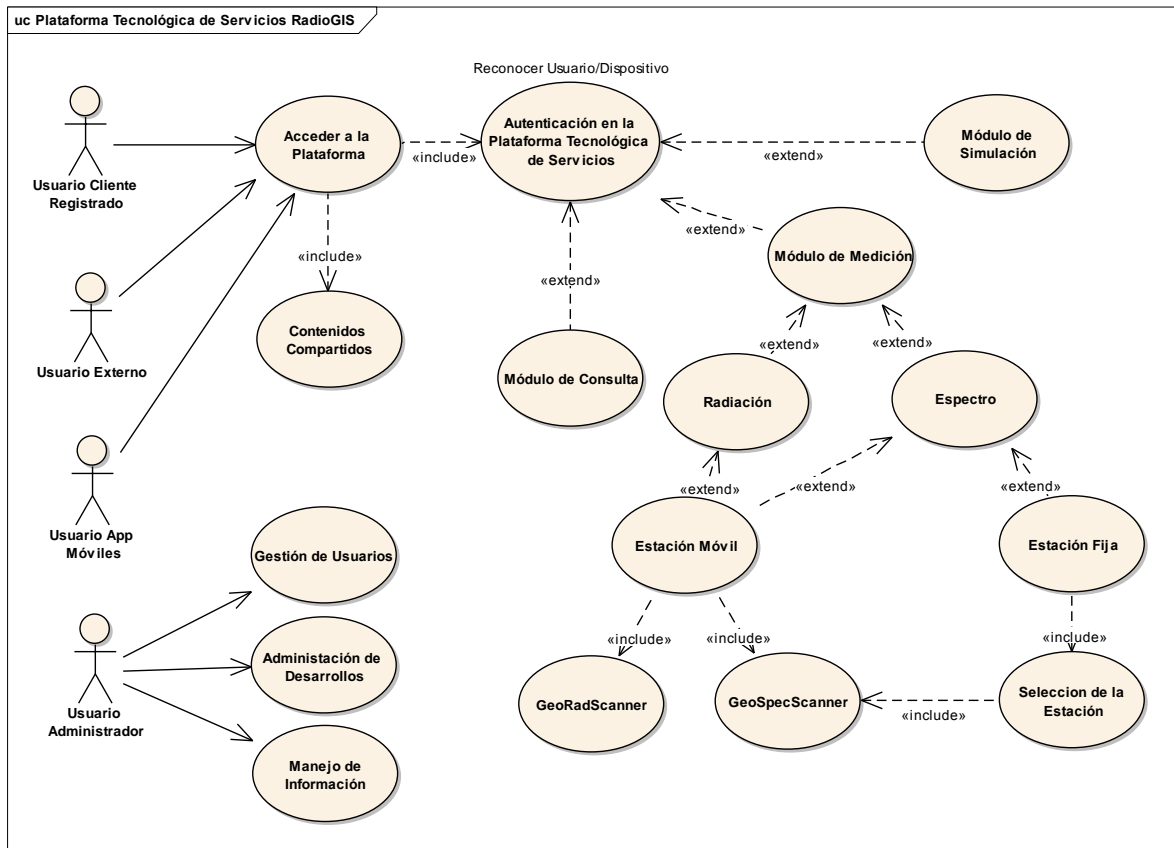 uc Plataforma Tecnológica de Servicios RadioGIS
Reconocer Usuario/Dispositivo
Usuario Cliente
Registrado
Acceder a la
Plataforma
«include»
Autenticación en la
Plataforma Tecnológica
de Servicios
«extend»
Módulo de
Simulación
«include»
«extend»
Módulo de Medición
Usuario Externo
Contenidos
Compartidos
«extend»
Módulo de Consulta
«extend»
«extend»
Radiación
Espectro
Usuario App
Móviles
«extend»
«extend»
«extend»
Gestión de Usuarios
Estación Móvil
Estación Fija
Usuario
Administrador
Administación de
Desarrollos
«include»
«include»
«include»
GeoRadScanner
GeoSpecScanner
«include»
Seleccion de la
Estación
Manejo de
Información